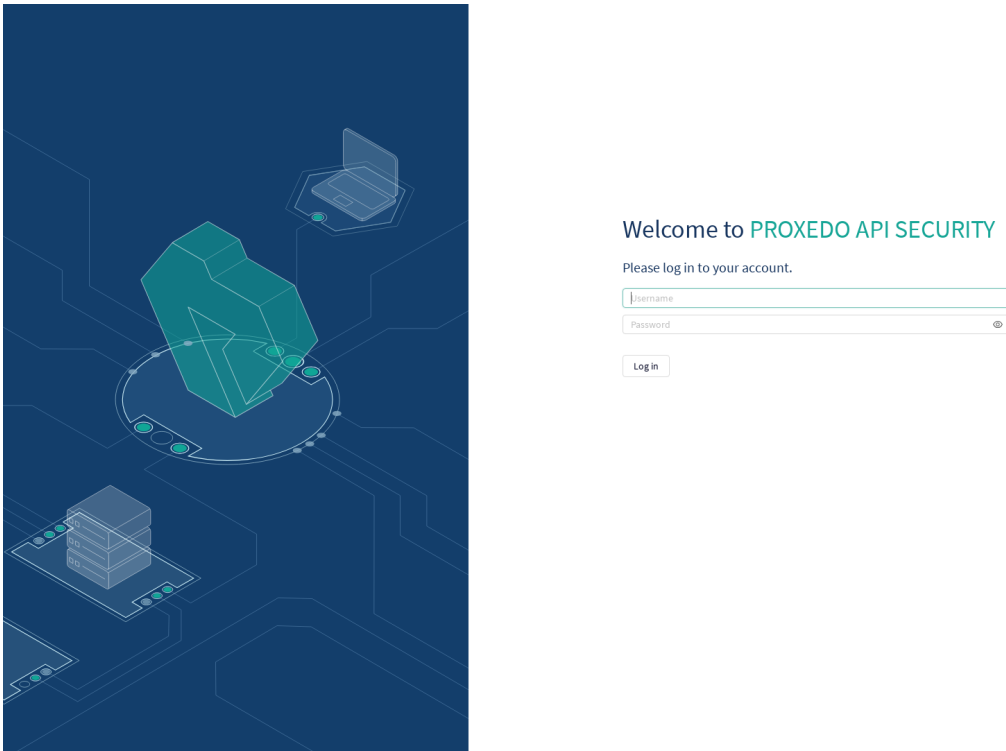 Welcome to PROXEDO API SECURITY
Please log in to your account.
Username
Password
Log in